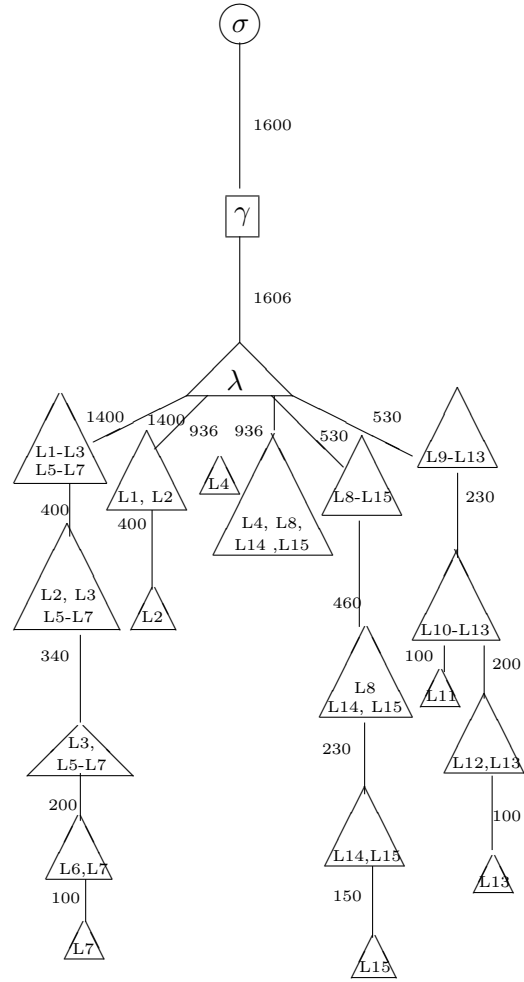 σ
1600
γ
1606
λ
1400
1400
936
936
530
530
L1-L3
L5-L7
L1, L2
L4
L4, L8,
L14 ,L15
L8-L15
L9-L13
400
400
230
L2, L3
L5-L7
L2
460
L10-L13
340
100
200
L11
L8
L14, L15
L3,
L5-L7
230
L12,L13
200
100
L6,L7
L14,L15
L13
100
150
L7
L15